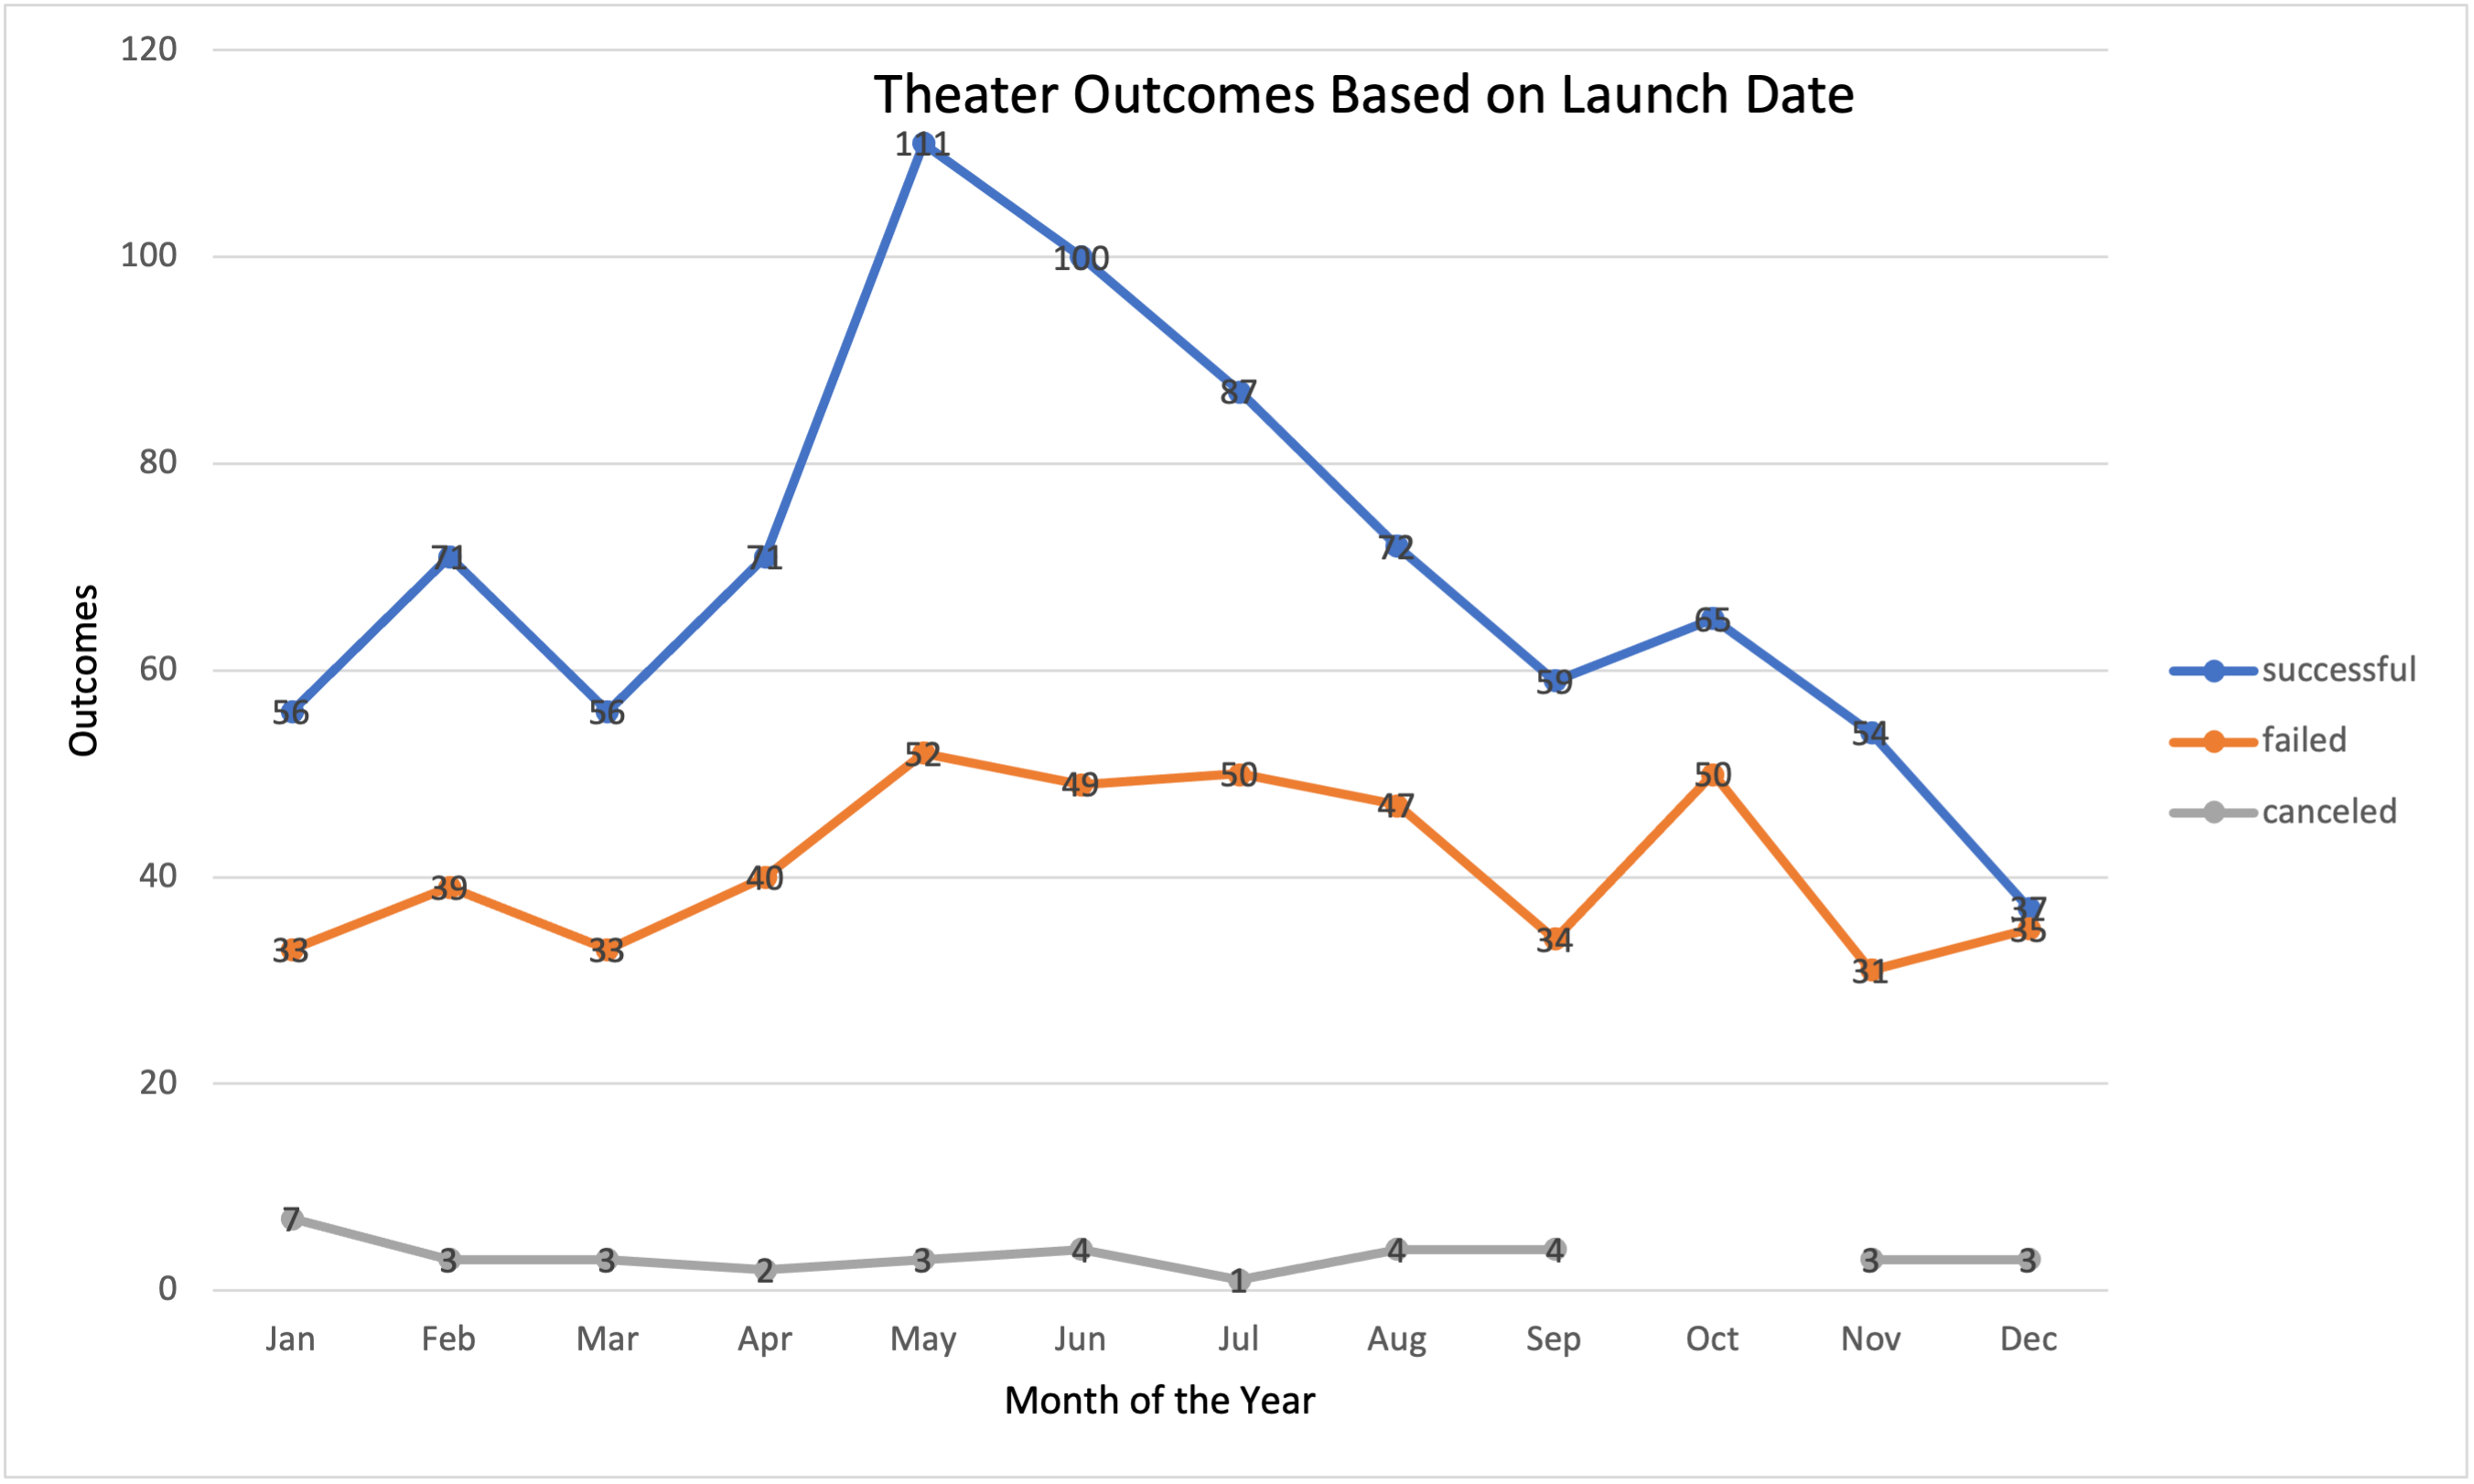 Theater Outcomes Based on Launch Date
120
100
80
60
40
20
0
Outcomes
56 71 56 71 111 100 87 72 59 65 54 37
33 39 33 40 52 49 50 47 34 50 31 35
7 3 3 2 3 4 1 4 4 3 3
Jan Feb Mar Apr May Jun Jul Aug Sep Oct Nov Dec
Month of the Year
successful
failed
canceled